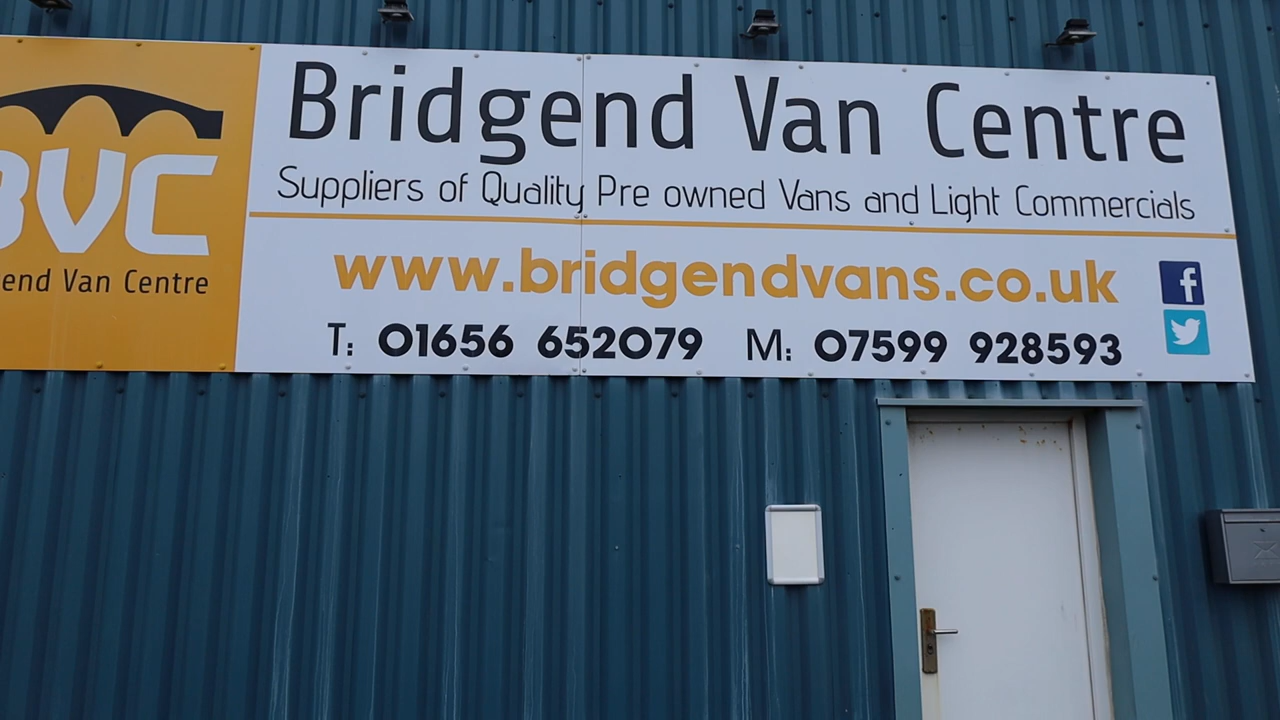 BVC
end Van Centre
Bridgend Van Centre
Suppliers of Quality Pre owned Vans and Light Commercials
www.bridgendvans.co.uk
T: 01656 652079 M: 07599 928593